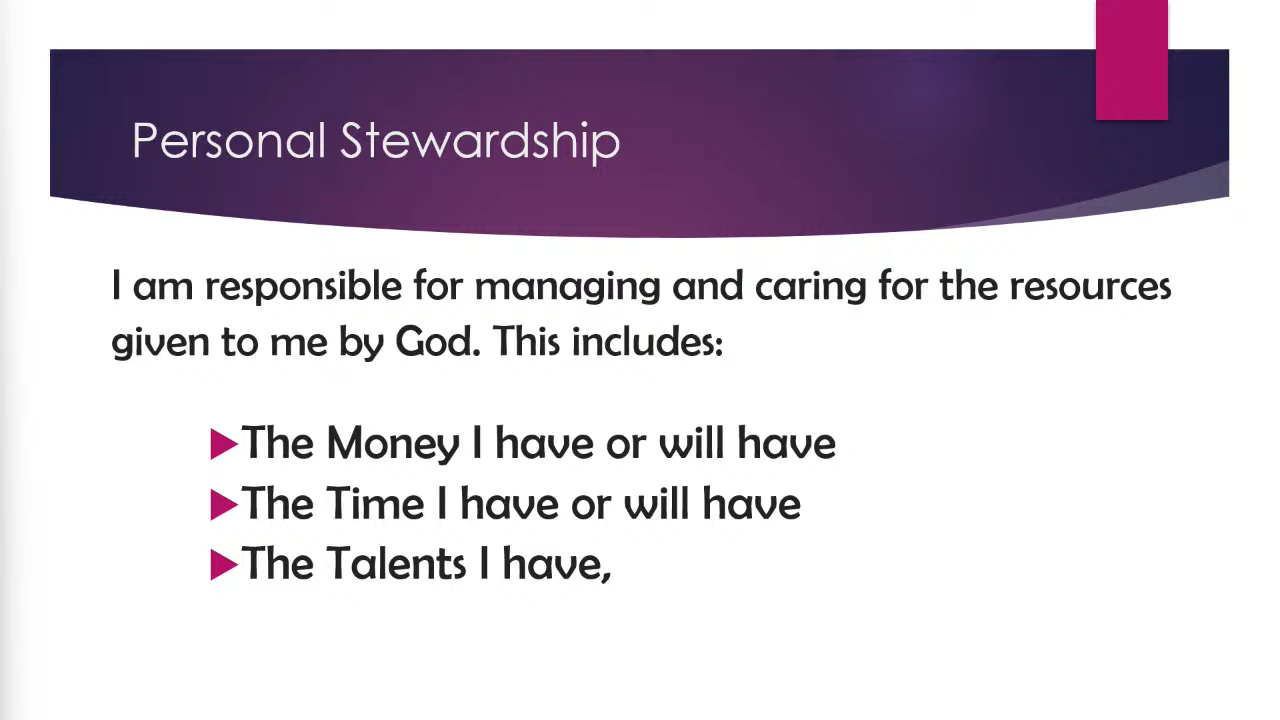 Personal Stewardship
I am responsible for managing and caring for the resources
given to me by God. This includes:
The Money I have or will have
The Time I have or will have
The Talents I have,